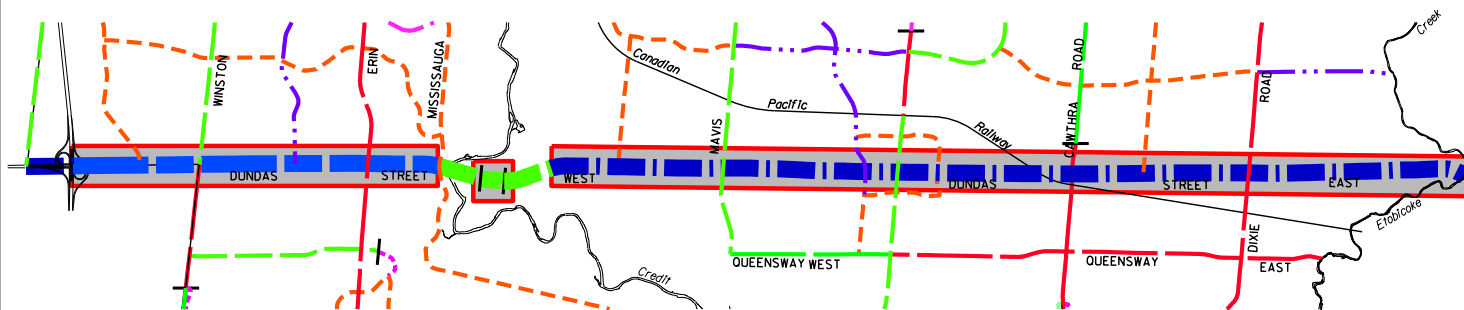 Creek
WINSTON
ERIN
MISSISSAUGA
Canadian
Pacific
Railway
MAVIS
CAWTHRA
ROAD
ROAD
DUNDAS
STREET
WEST
DUNDAS
STREET
EAST
Etobicoke
DIXIE
QUEENSWAY WEST
QUEENSWAY
EAST
Credit